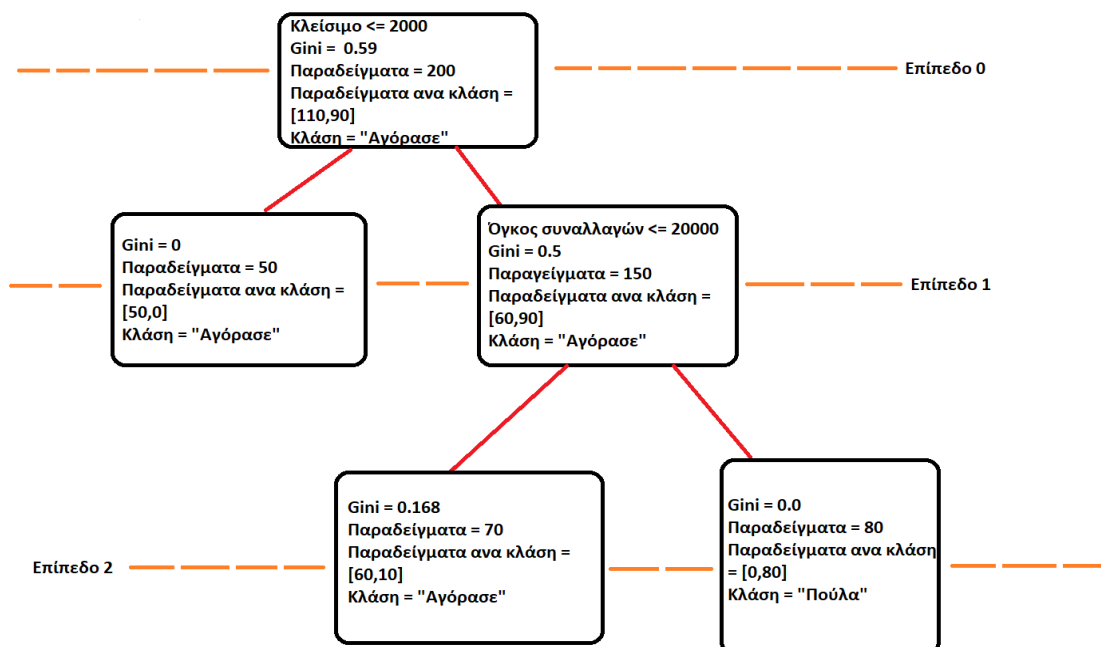 Κλείσιμο <= 2000
Gini =  0.59
Παραδείγματα = 200
Παραδείγματα ανα κλάση =
[110,90]
Κλάση = "Αγόρασε"
Επίπεδο 0
Gini = 0
Παραδείγματα = 50
Παραδείγματα ανα κλάση =
[50,0]
Κλάση = "Αγόρασε"
Όγκος συναλλαγών <= 20000
Gini = 0.5
Παραγείγματα = 150
Παραδείγματα ανα κλάση =
[60,90]
Κλάση = "Αγόρασε"
Επίπεδο 1
Επίπεδο 2
Gini = 0.168
Παραδείγματα = 70
Παραδείγματα ανα κλάση =
[60,10]
Κλάση = "Αγόρασε"
Gini = 0.0
Παραδείγματα = 80
Παραδείγματα ανα κλάση
= [0,80]
Κλάση = "Πούλα"